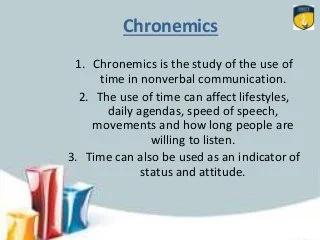 Chronemics
1. Chronemics is the study of the use of
time in nonverbal communication.
2. The use of time can affect lifestyles,
daily agendas, speed of speech,
movements and how long people are
willing to listen.
3. Time can also be used as an indicator of
status and attitude.